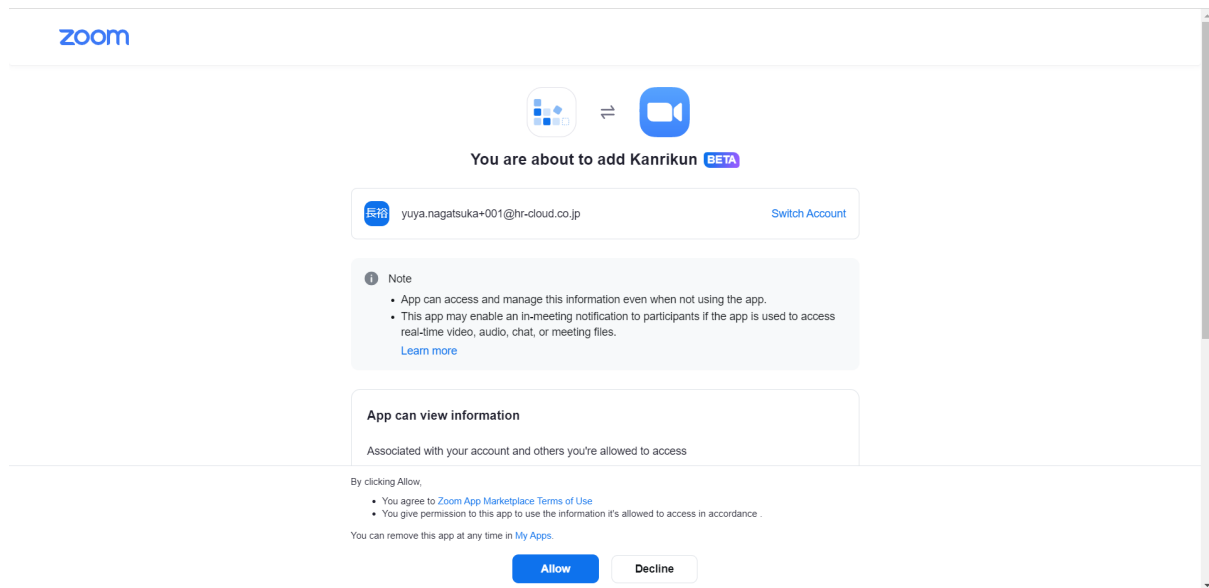 zoom
You are about to add Kanrikun BETA
長裕 yuya.nagatsuka+001@hr-cloud.co.jp Switch Account
Note
• App can access and manage this information even when not using the app.
• This app may enable an in-meeting notification to participants if the app is used to access
real-time video, audio, chat, or meeting files.
Learn more
App can view information
Associated with your account and others you're allowed to access
By clicking Allow,
• You agree to Zoom App Marketplace Terms of Use
• You give permission to this app to use the information it's allowed to access in accordance .
You can remove this app at any time in My Apps.
Allow Decline